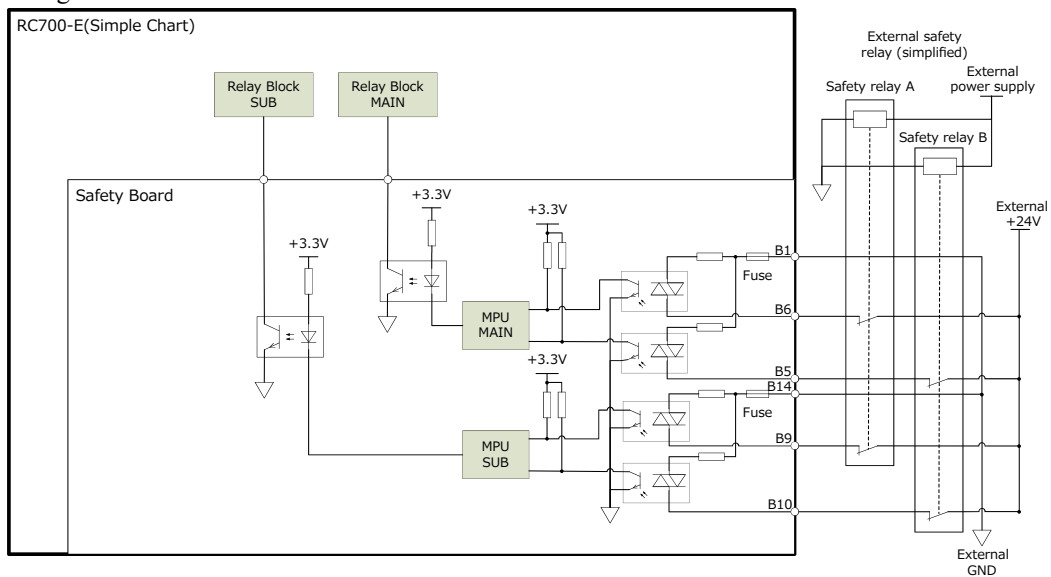 RC700-E(Simple Chart)
External safety
relay (simplified)
External
power supply
Safety relay A
Safety relay B
Relay Block
SUB
Relay Block
MAIN
Safety Board
+3.3V
+3.3V
+3.3V
External
+24V
B1
Fuse
B6
MPU
MAIN
+3.3V
B5
B14
Fuse
B9
MPU
SUB
B10
External
GND